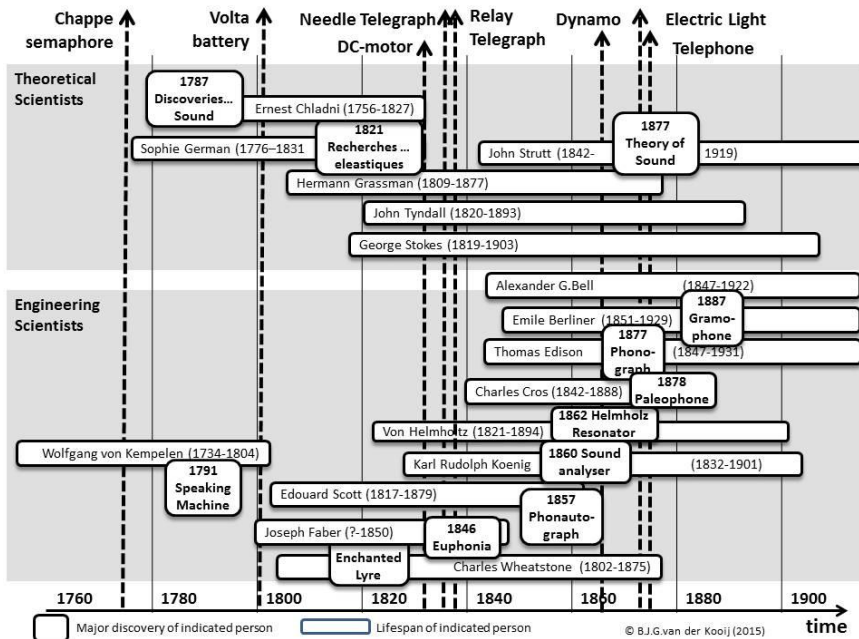 Chappe
semaphore
Volta
battery
Needle Telegraph
DC-motor
Relay
Telegraph
Dynamo
Electric Light
Telephone
Theoretical
Scientists
1787
Discoveries...
Sound
Ernest Chladni (1756-1827)
Sophie German (1776–1831
1821
Recherches ...
eleastiques
John Strutt (1842-
1919)
1877
Theory of
Sound
Hermann Grassman (1809-1877)
John Tyndall (1820-1893)
George Stokes (1819-1903)
Engineering
Scientists
Alexander G.Bell (1847-1922)
Emile Berliner (1851-1929)
1887
Gramo-
phone
Thomas Edison (1847-1931)
1877
Phono-
graph
Charles Cros (1842-1888)
1878
Paleophone
Von Helmholtz (1821-1894)
1862 Helmholz
Resonator
Wolfgang von Kempelen (1734-1804)
1791
Speaking
Machine
Karl Rudolph Koenig (1832-1901)
1860 Sound
analyser
Edouard Scott (1817-1879)
1857
Phonauto-
graph
Joseph Faber (?-1850)
1846
Euphonia
Enchanted
Lyre
Charles Wheatstone (1802-1875)
1760 1780 1800 1820 1840 1860 1880 1900
time
Major discovery of indicated person
Lifespan of indicated person
© B.J.G.van der Kooij (2015)